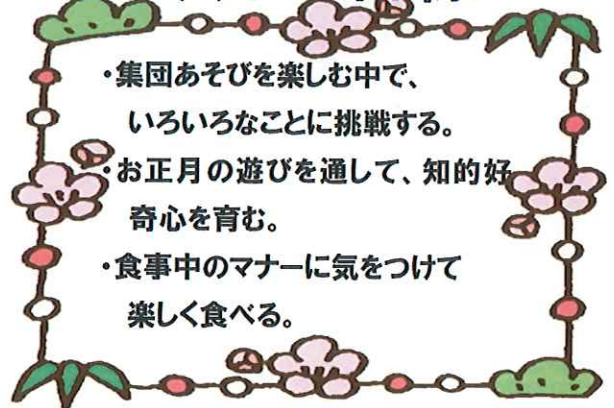 ・集団あそびを楽しむ中で、
いろいろなことに挑戦する。
・お正月の遊びを通して、知的好
奇心を育む。
・食事中のマナーに気をつけて
楽しく食べる。